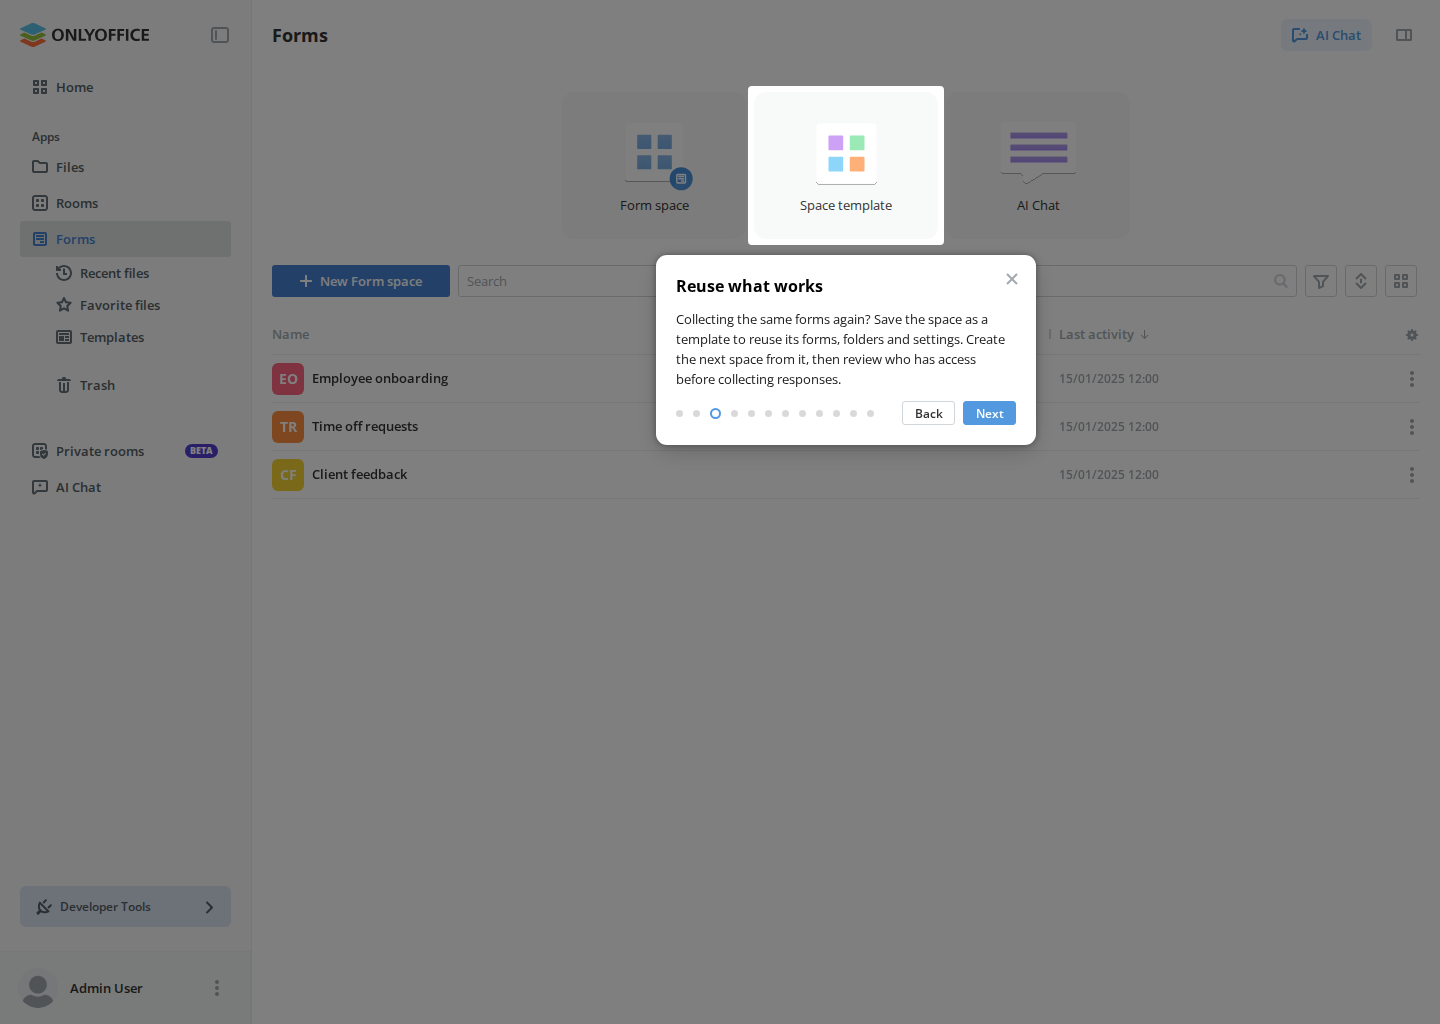 ONLYOFFICE
Forms
AI Chat
Home
Apps
Files
Rooms
Forms
Recent files
Favorite files
Templates
Trash
Private rooms BETA
AI Chat
Developer Tools
Admin User
Form space
Space template
AI Chat
New Form space
Search
Reuse what works
Collecting the same forms again? Save the space as a
template to reuse its forms, folders and settings. Create
the next space from it, then review who has access
before collecting responses.
Back Next
Name Last activity
EO Employee onboarding 15/01/2025 12:00
TR Time off requests 15/01/2025 12:00
CF Client feedback 15/01/2025 12:00